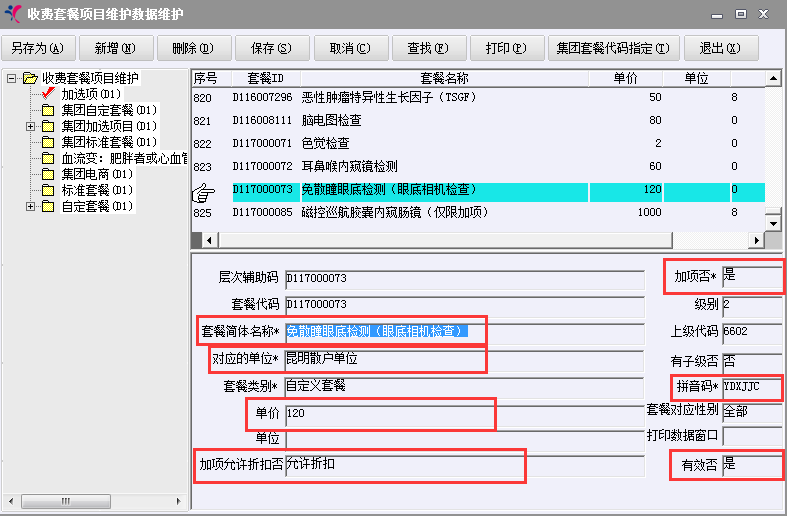 收费套餐项目维护数据维护
另存为(A) 新增(N) 删除(D) 保存(S) 取消(C) 查找(F) 打印(P) 集团套餐代码指定(T) 退出(X)
收费套餐项目维护
加选项(D1)
集团自定套餐(D1)
集团加选项目(D1)
集团标准套餐(D1)
血流变：肥胖者或心血管
集团电商(D1)
标准套餐(D1)
自定套餐(D1)
序号 套餐ID 套餐名称 单价 单位
820 D116007296 恶性肿瘤特异性生长因子（TSGF） 50 8
821 D116008111 脑电图检查 80 0
822 D117000071 色觉检查 2 0
823 D117000072 耳鼻喉内窥镜检测 60 0
D117000073 免散瞳眼底检测（眼底相机检查） 120 0
825 D117000085 磁控巡航胶囊内窥肠镜（仅限加项） 1000 8
层次辅助码 D117000073
套餐代码 D117000073
套餐简体名称* 免散瞳眼底检测（眼底相机检查）
对应的单位* 昆明散户单位
套餐类别* 自定义套餐
单价 120
单位
加项允许折扣否 允许折扣
加项否* 是
级别 2
上级代码 6602
有子级否 否
拼音码* YDXJJC
套餐对应性别 全部
打印数据窗口
有效否 是